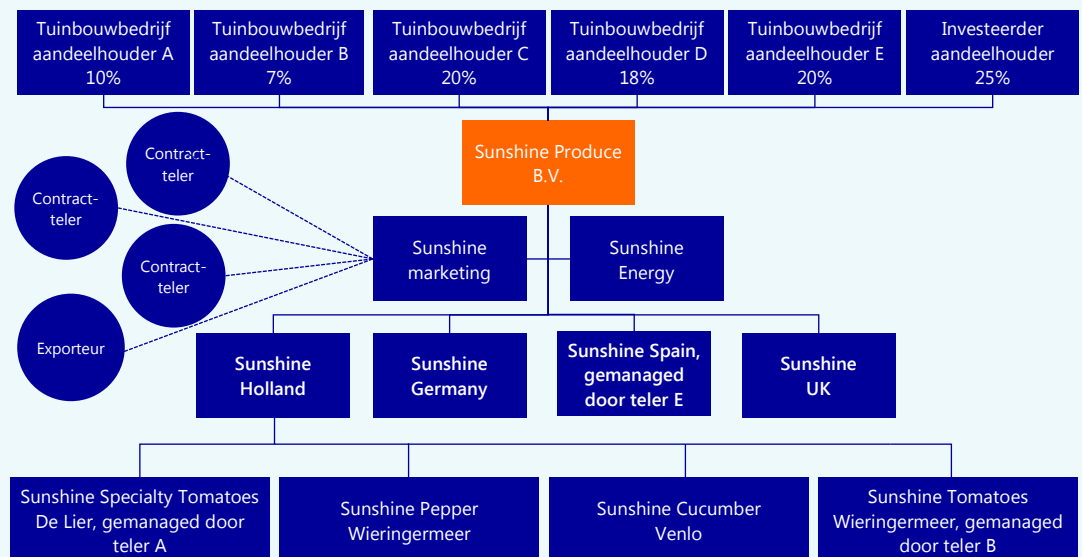 Tuinbouwbedrijf
aandeelhouder A
10%
Tuinbouwbedrijf
aandeelhouder B
7%
Tuinbouwbedrijf
aandeelhouder C
20%
Tuinbouwbedrijf
aandeelhouder D
18%
Tuinbouwbedrijf
aandeelhouder E
20%
Investeerder
aandeelhouder
25%
Sunshine Produce
B.V.
Contract-
teler
Contract-
teler
Contract-
teler
Exporteur
Sunshine
marketing
Sunshine
Energy
Sunshine
Holland
Sunshine
Germany
Sunshine Spain,
gemanaged
door teler E
Sunshine
UK
Sunshine Specialty Tomatoes
De Lier, gemanaged door
teler A
Sunshine Pepper
Wieringermeer
Sunshine Cucumber
Venlo
Sunshine Tomatoes
Wieringermeer, gemanaged
door teler B